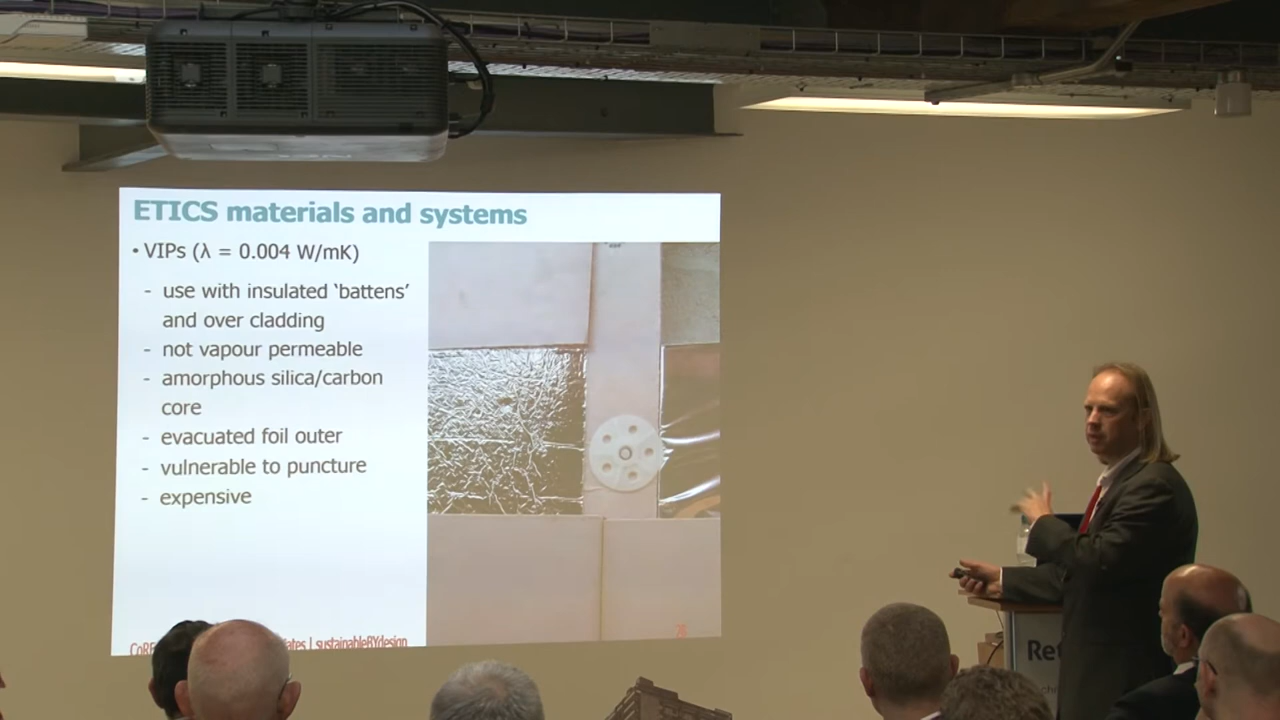 ETICS materials and systems
• VIPs (λ = 0.004 W/mK)
- use with insulated ‘battens’
and over cladding
- not vapour permeable
- amorphous silica/carbon
core
- evacuated foil outer
- vulnerable to puncture
- expensive
| sustainableBYdesign